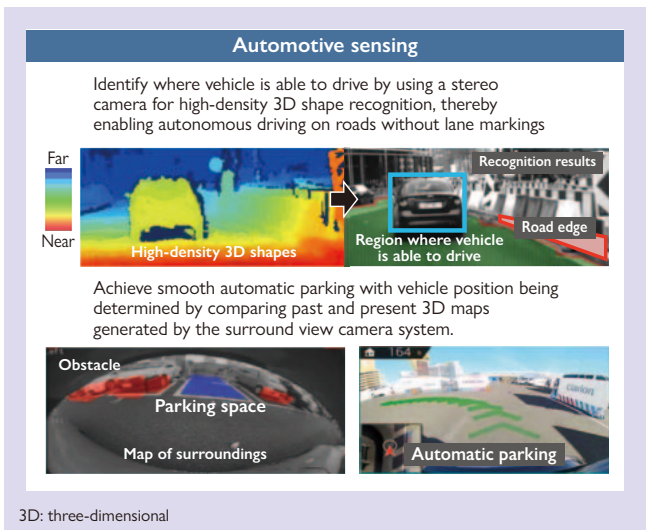 Automotive sensing
Identify where vehicle is able to drive by using a stereo
camera for high-density 3D shape recognition, thereby
enabling autonomous driving on roads without lane markings
Far
Near
High-density 3D shapes
Recognition results
Road edge
Region where vehicle
is able to drive
Achieve smooth automatic parking with vehicle position being
determined by comparing past and present 3D maps
generated by the surround view camera system.
Obstacle
Parking space
Map of surroundings
164
Clarion
Automatic parking
3D: three-dimensional